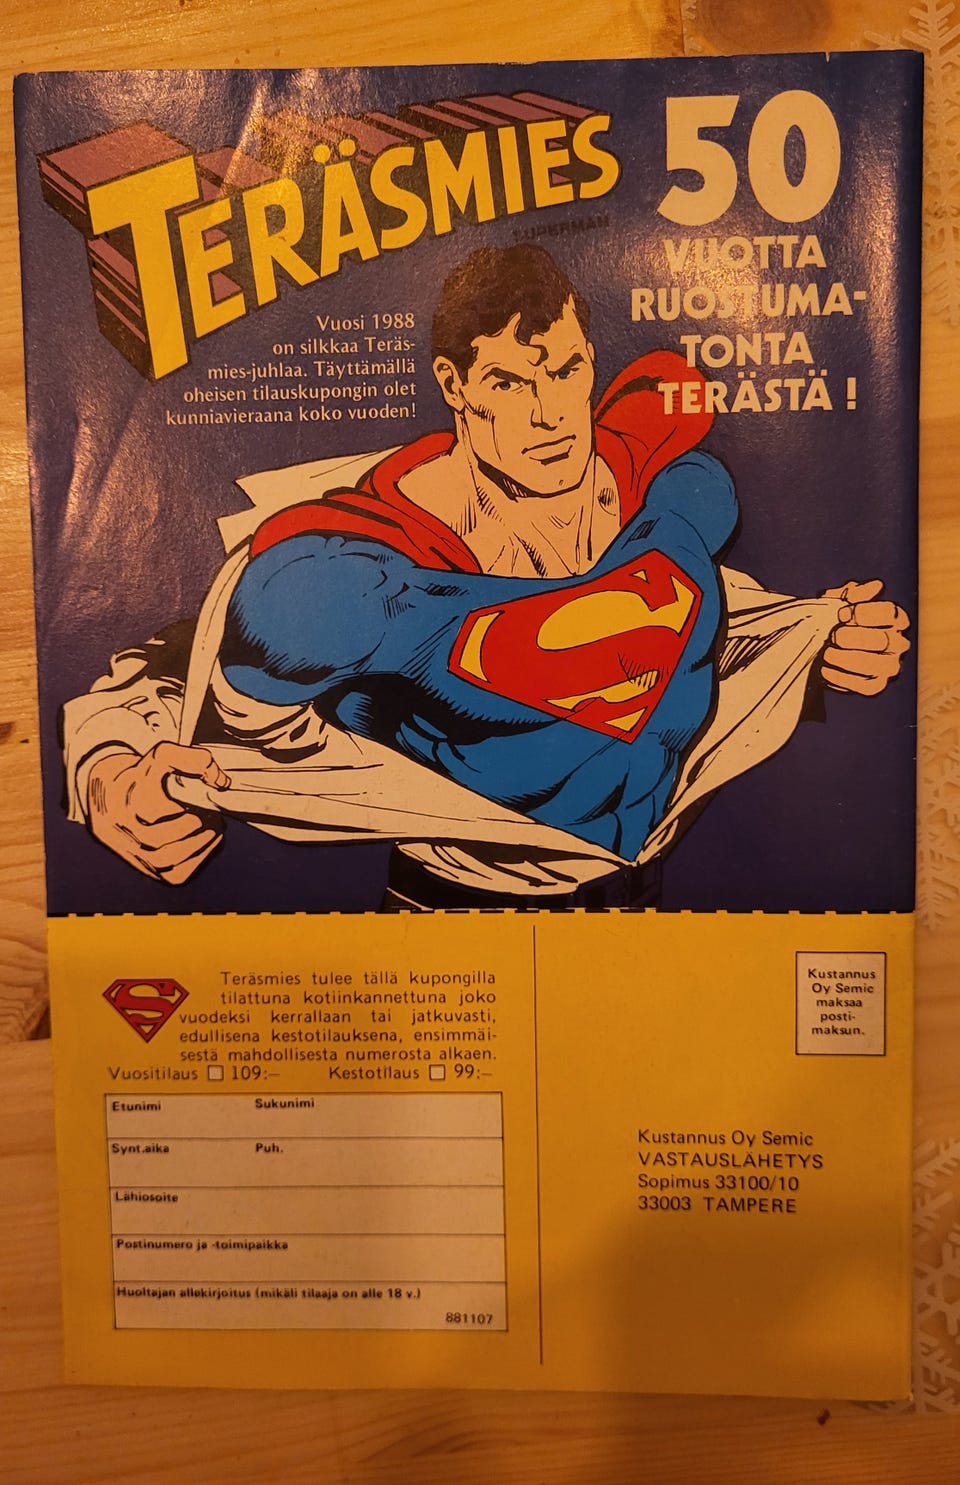 TERÄSMIES
SUPERMAN
50
VUOTTA
RUOSTUMA-
TONTA
TERÄSTÄ !
Vuosi 1988
on silkkaa Teräs-
mies-juhlaa. Täyttämällä
oheisen tilauskupongin olet
kunniavieraana koko vuoden!
S
S
Teräsmies tulee tällä kupongilla
tilattuna kotiinkannettuna joko
vuodeksi kerrallaan tai jatkuvasti,
edullisena kestotilauksena, ensimmäi-
sestä mahdollisesta numerosta alkaen.
Vuositilaus 109:– Kestotilaus 99:–
Etunimi Sukunimi
Synt.aika Puh.
Lähiosoite
Postinumero ja -toimipaikka
Huoltajan allekirjoitus (mikäli tilaaja on alle 18 v.)
881107
Kustannus
Oy Semic
maksaa
posti-
maksun.
Kustannus Oy Semic
VASTAUSLÄHETYS
Sopimus 33100/10
33003 TAMPERE